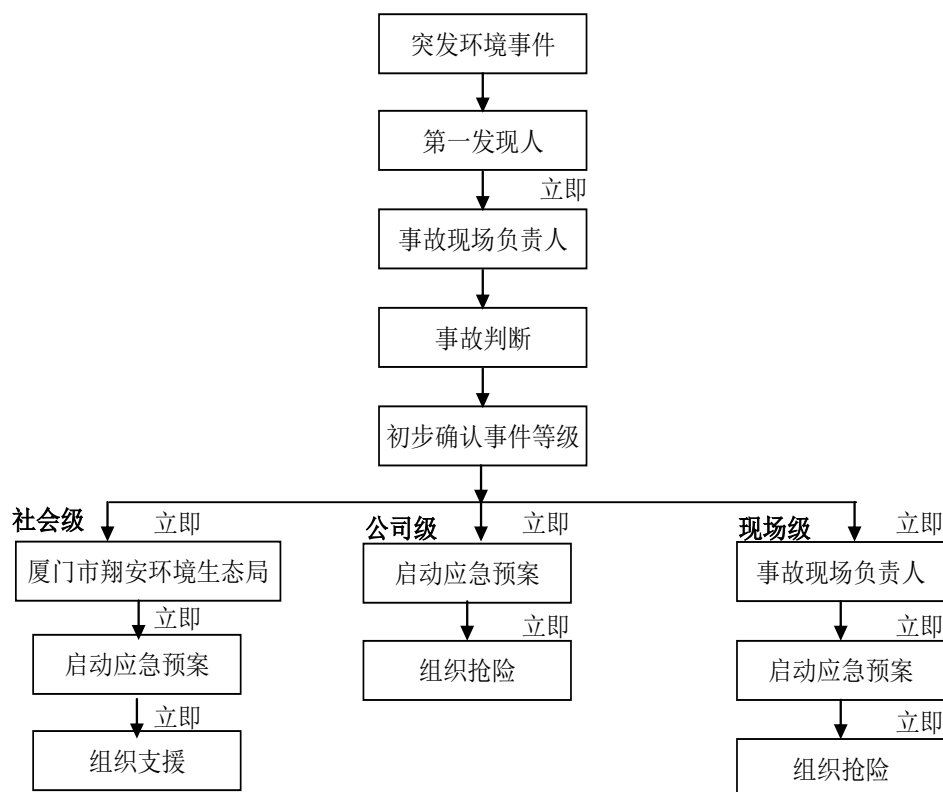 突发环境事件
第一发现人
立即
事故现场负责人
事故判断
初步确认事件等级
社会级
立即
公司级
立即
现场级
立即
厦门市翔安环境生态局
启动应急预案
事故现场负责人
立即
立即
立即
启动应急预案
组织抢险
启动应急预案
立即
立即
组织支援
组织抢险